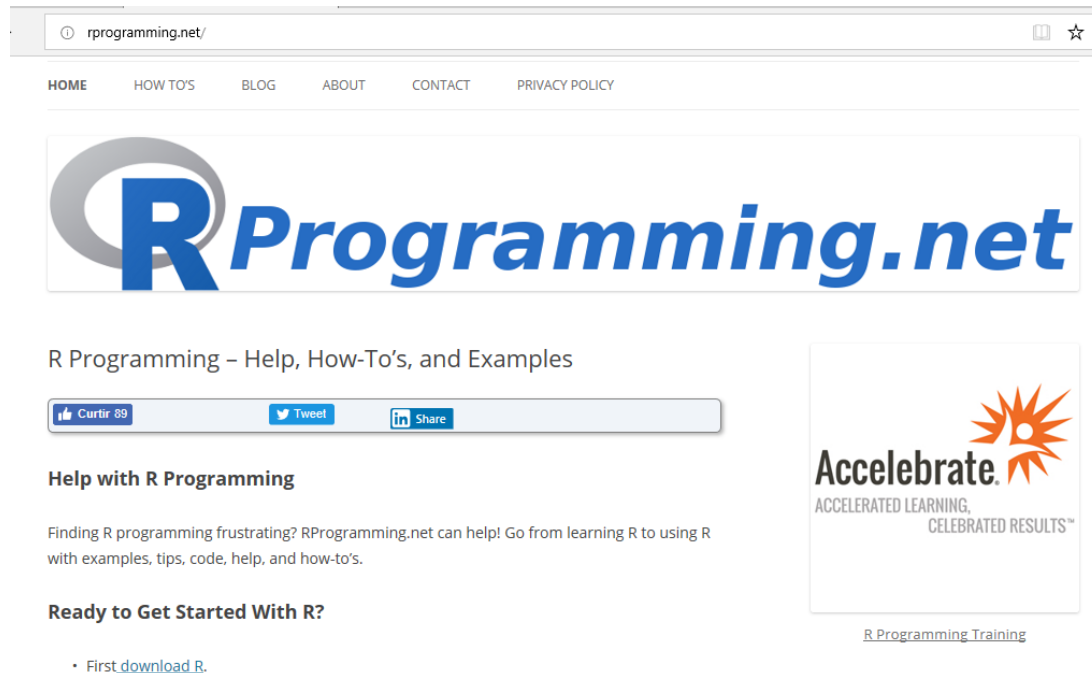 rprogramming.net/
HOME HOW TO'S BLOG ABOUT CONTACT PRIVACY POLICY
R Programming.net
R Programming – Help, How-To's, and Examples
Curtir 89 Tweet in Share
Help with R Programming
Finding R programming frustrating? RProgramming.net can help! Go from learning R to using R
with examples, tips, code, help, and how-to's.
Ready to Get Started With R?
• First download R.
Accelebrate®
ACCELERATED LEARNING,
CELEBRATED RESULTS™
R Programming Training